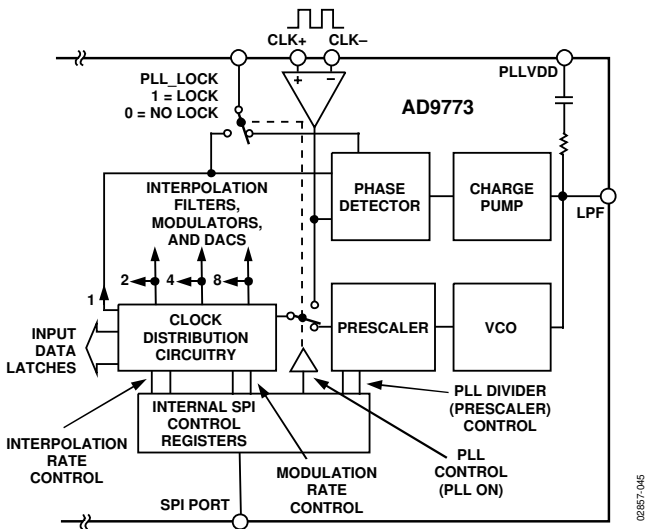 CLK+ CLK–
PLLVDD
PLL_LOCK
1 = LOCK
0 = NO LOCK
+ –
AD9773
INTERPOLATION
FILTERS,
MODULATORS,
AND DACS
PHASE
DETECTOR
CHARGE
PUMP
LPF
2 4 8
1
CLOCK
DISTRIBUTION
CIRCUITRY
PRESCALER
VCO
INPUT
DATA
LATCHES
INTERNAL SPI
CONTROL
REGISTERS
PLL DIVIDER
(PRESCALER)
CONTROL
INTERPOLATION
RATE
CONTROL
MODULATION
RATE
CONTROL
PLL
CONTROL
(PLL ON)
SPI PORT
02857-045